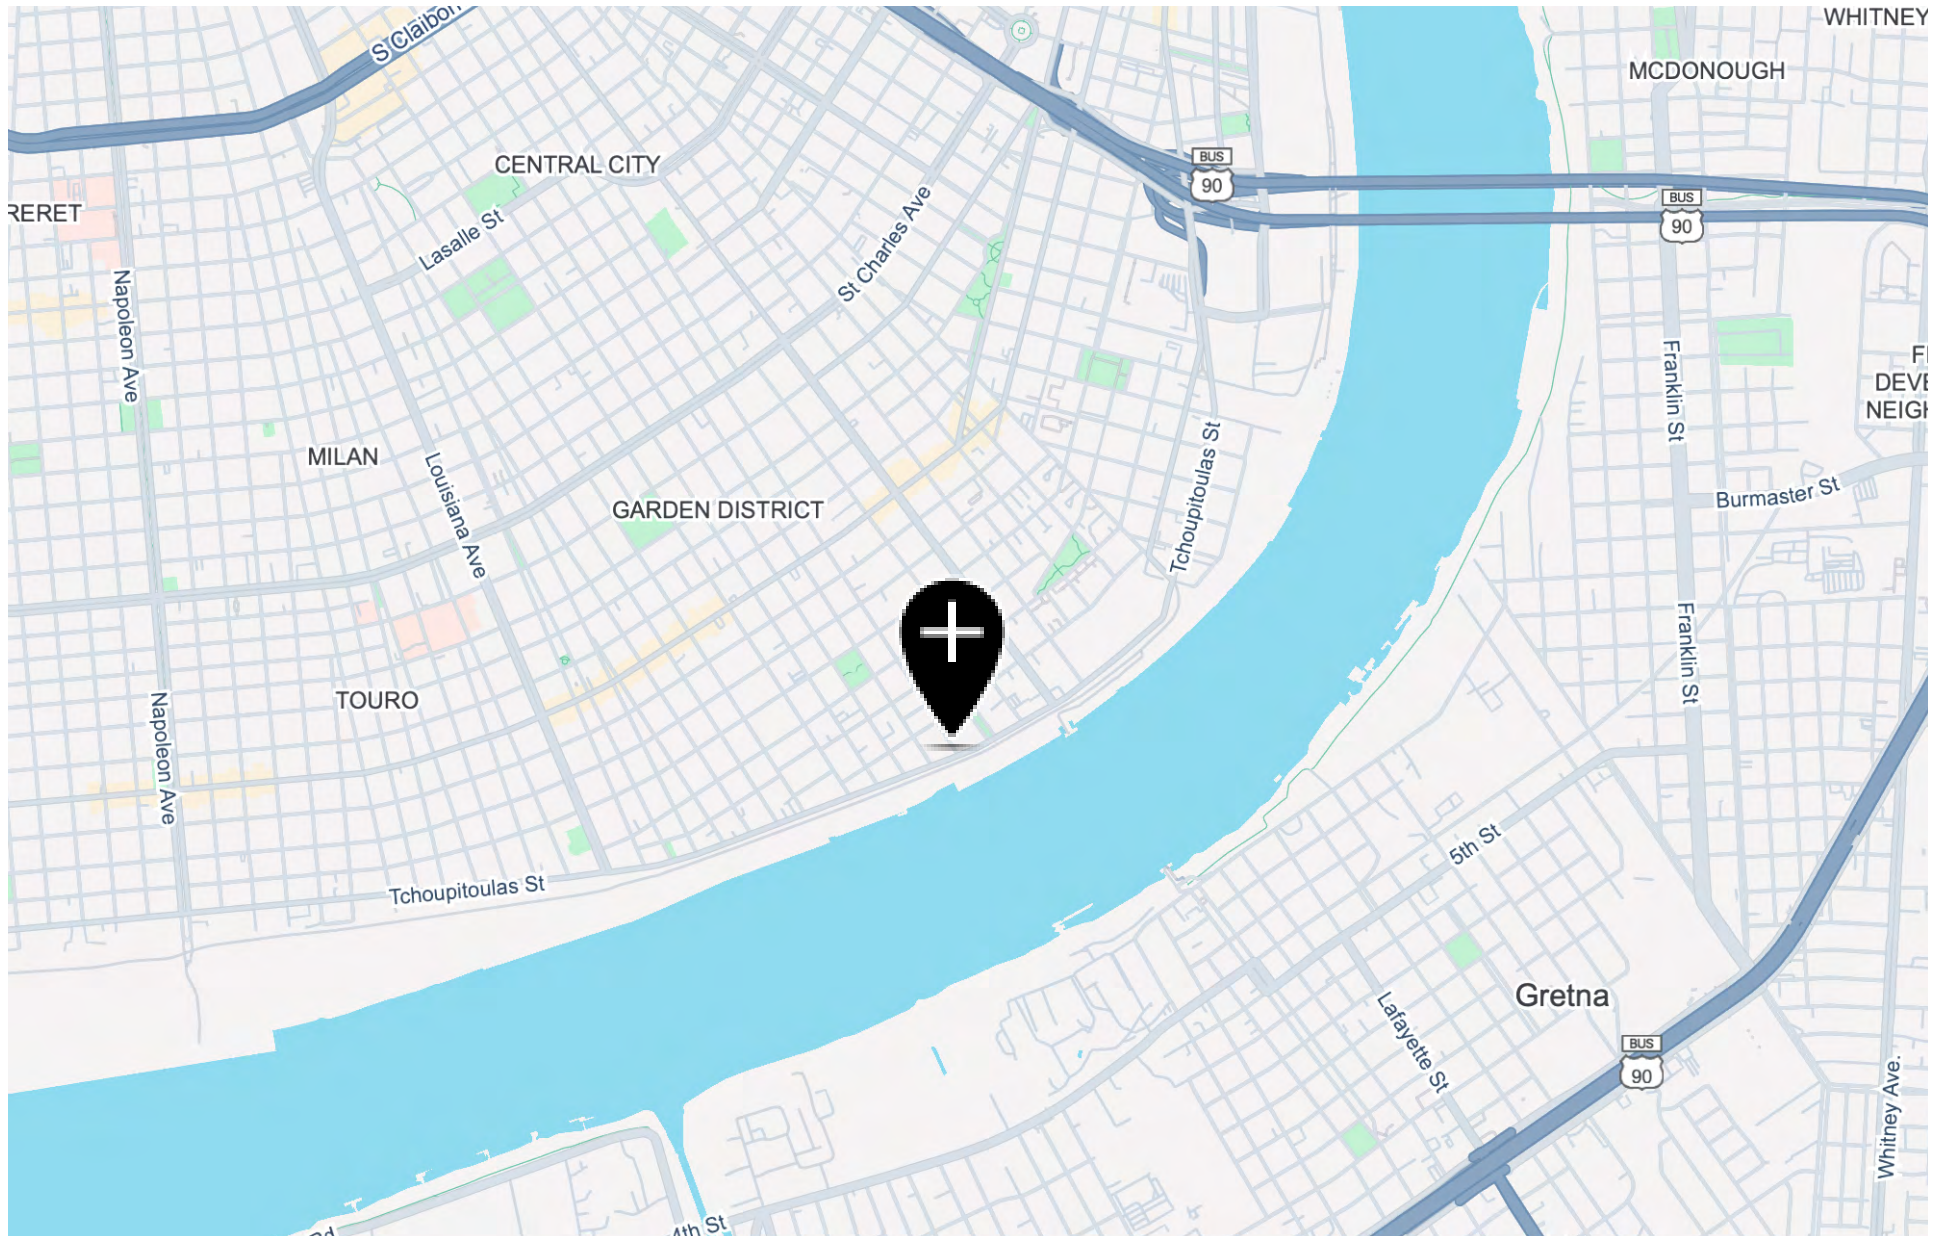 WHITNEY
S Claibor
MCDONOUGH
CENTRAL CITY
BUS
90
BUS
90
RERET
Lasalle St
St Charles Ave
Napoleon Ave
Franklin St
DEVE
NEIGH
MILAN
Louisiana Ave
Tchoupitoulas St
Burmaster St
GARDEN DISTRICT
Franklin St
TOURO
Napoleon Ave
5th St
Tchoupitoulas St
Gretna
Lafayette St
BUS
90
Whitney Ave.
4th St